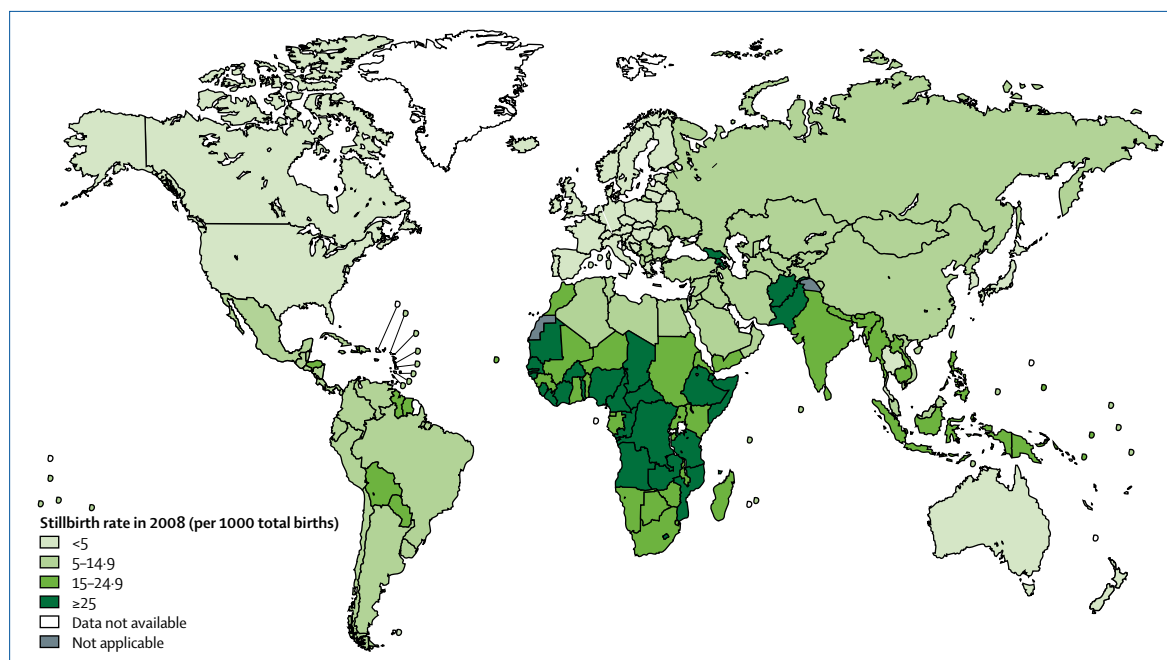 Stillbirth rate in 2008 (per 1000 total births)
<5
5–14·9
15–24·9
≥25
Data not available
Not applicable